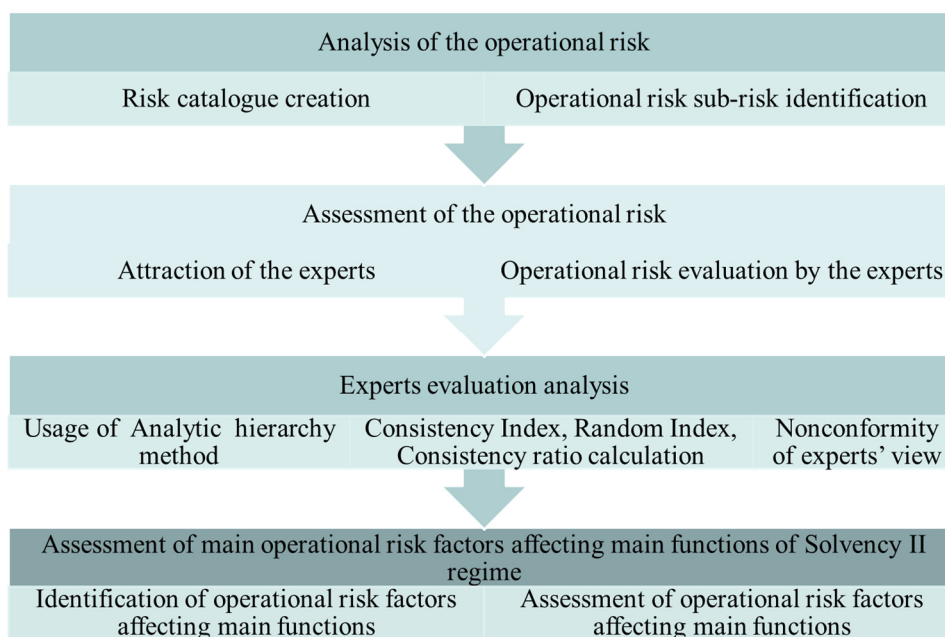 Analysis of the operational risk
Risk catalogue creation
Operational risk sub-risk identification
Assessment of the operational risk
Attraction of the experts
Operational risk evaluation by the experts
Experts evaluation analysis
Usage of Analytic hierarchy
method
Consistency Index, Random Index,
Consistency ratio calculation
Nonconformity
of experts’ view
Assessment of main operational risk factors affecting main functions of Solvency II
regime
Identification of operational risk factors
affecting main functions
Assessment of operational risk factors
affecting main functions